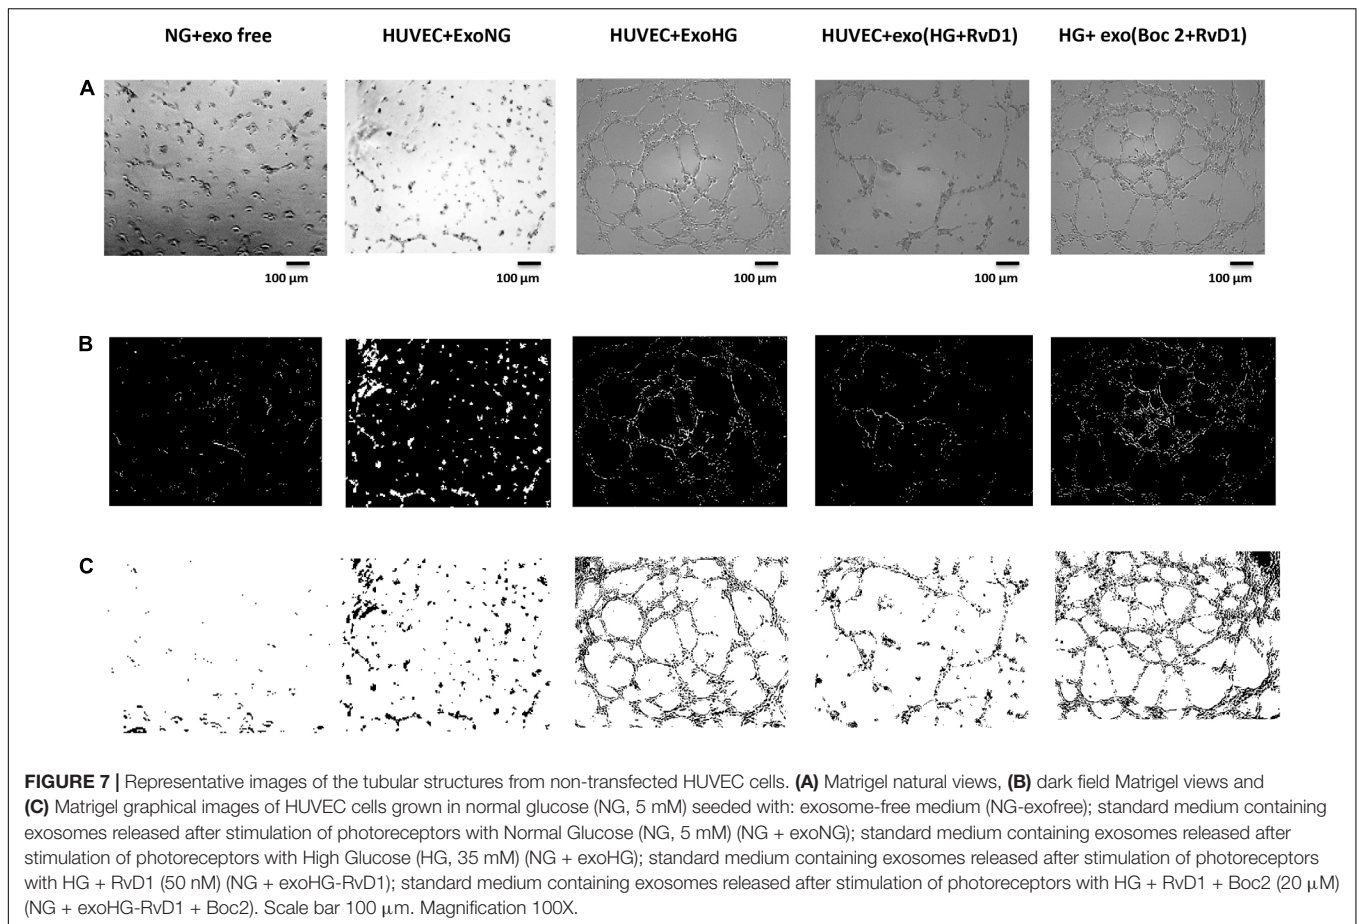 NG+exo free HUVEC+ExoNG HUVEC+ExoHG HUVEC+exo(HG+RvD1) HG+ exo(Boc 2+RvD1)
A
100 µm 100 µm 100 µm 100 µm 100 µm
B
C
FIGURE 7 | Representative images of the tubular structures from non-transfected HUVEC cells. (A) Matrigel natural views, (B) dark field Matrigel views and
(C) Matrigel graphical images of HUVEC cells grown in normal glucose (NG, 5 mM) seeded with: exosome-free medium (NG-exofree); standard medium containing
exosomes released after stimulation of photoreceptors with Normal Glucose (NG, 5 mM) (NG + exoNG); standard medium containing exosomes released after
stimulation of photoreceptors with High Glucose (HG, 35 mM) (NG + exoHG); standard medium containing exosomes released after stimulation of photoreceptors
with HG + RvD1 (50 nM) (NG + exoHG-RvD1); standard medium containing exosomes released after stimulation of photoreceptors with HG + RvD1 + Boc2 (20 µM)
(NG + exoHG-RvD1 + Boc2). Scale bar 100 µm. Magnification 100X.